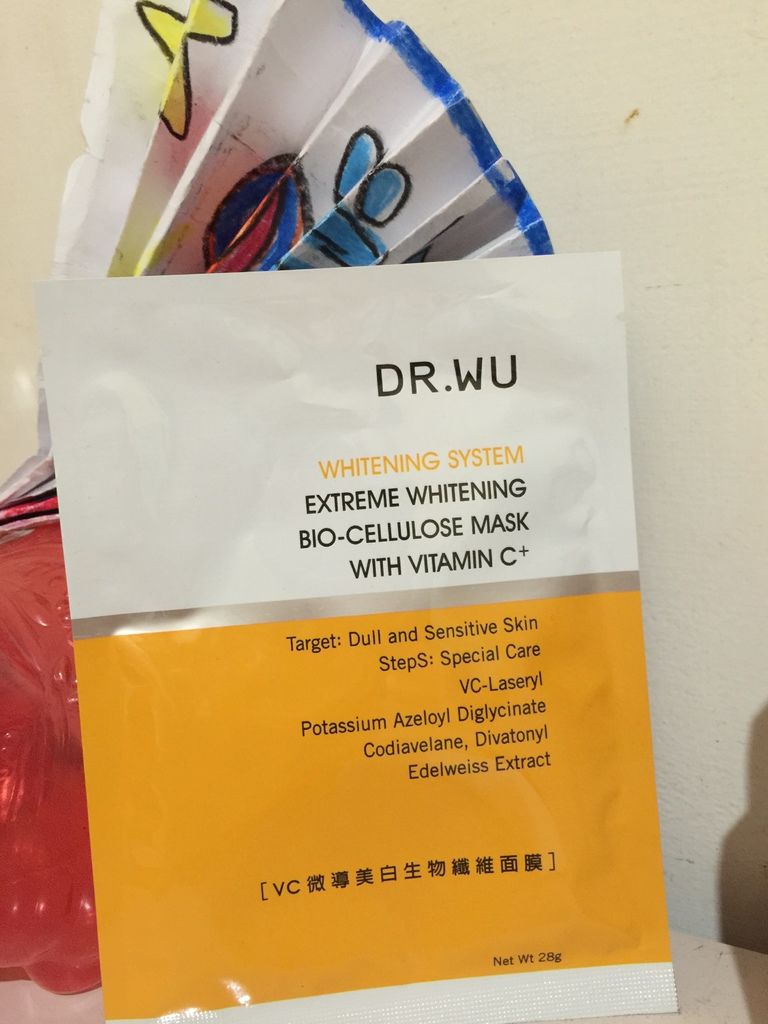 DR.WU
WHITENING SYSTEM
EXTREME WHITENING
BIO-CELLULOSE MASK
WITH VITAMIN C+
Target: Dull and Sensitive Skin
StepS: Special Care
VC-Laseryl
Potassium Azeloyl Diglycinate
Codiavelane, Divatonyl
Edelweiss Extract
[VC微導美白生物纖維面膜]
Net Wt 28g